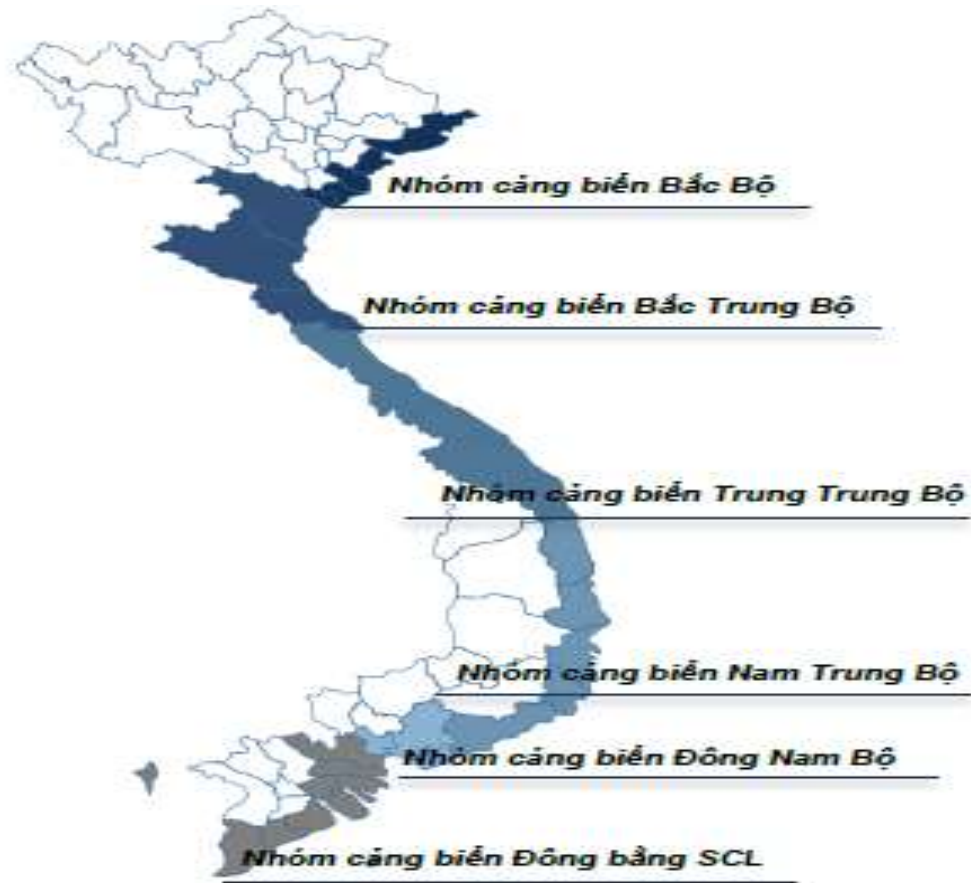 Nhóm cảng biển Bắc Bộ
Nhóm cảng biển Bắc Trung Bộ
Nhóm cảng biển Trung Trung Bộ
Nhóm cảng biển Nam Trung Bộ
Nhóm cảng biển Đông Nam Bộ
Nhóm cảng biển Đông bằng SCL